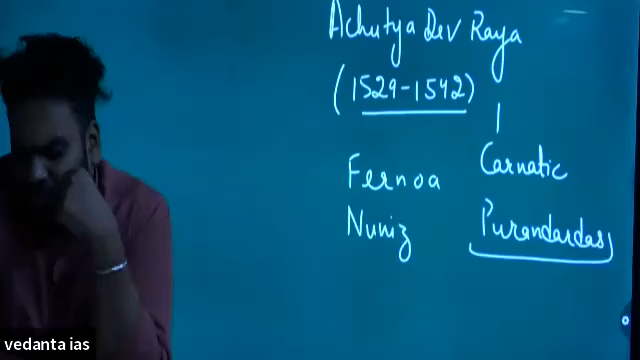 Achutya Dev Raya
(1529-1542)
Carnatic
Fernoa
Purandardas
Nuniz
vedanta ias